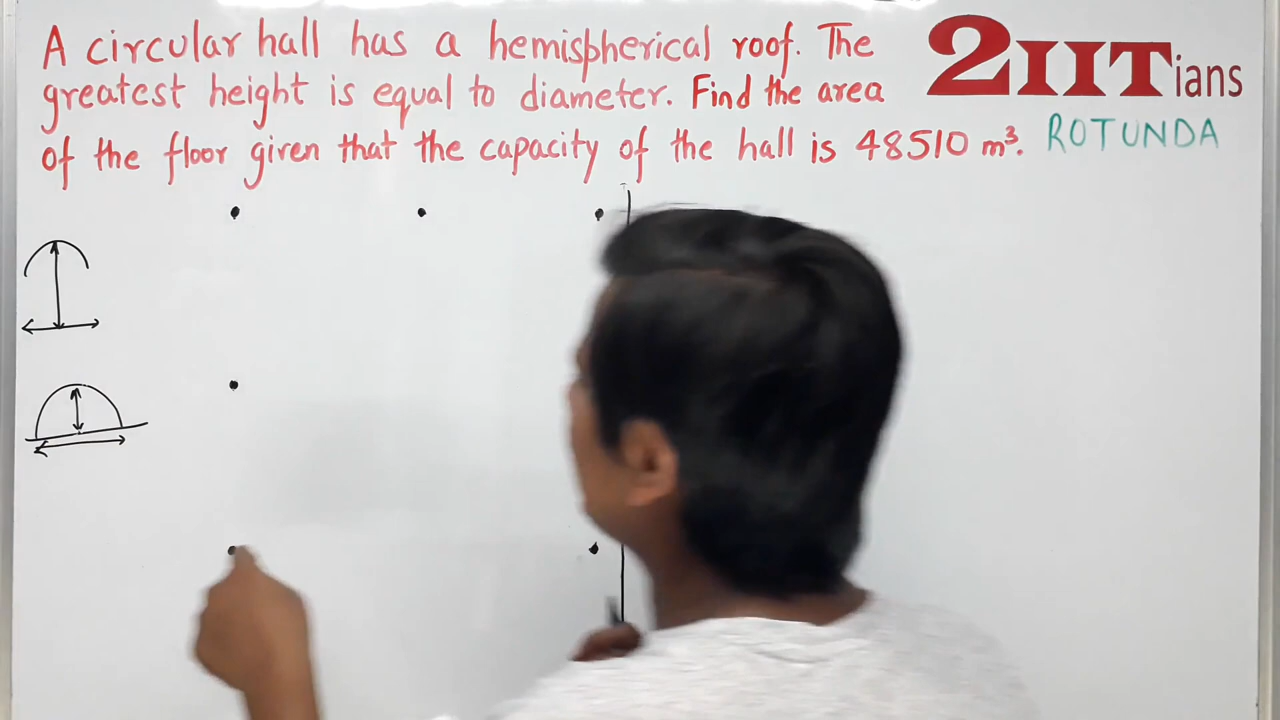 A circular hall has a hemispherical roof. The
greatest height is equal to diameter. Find the area
of the floor given that the capacity of the hall is 48510 m³.
2IITians
ROTUNDA